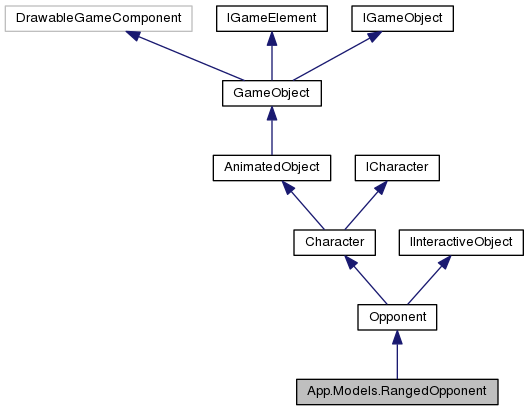 DrawableGameComponent
IGameElement
IGameObject
GameObject
AnimatedObject
ICharacter
Character
IInteractiveObject
Opponent
App.Models.RangedOpponent